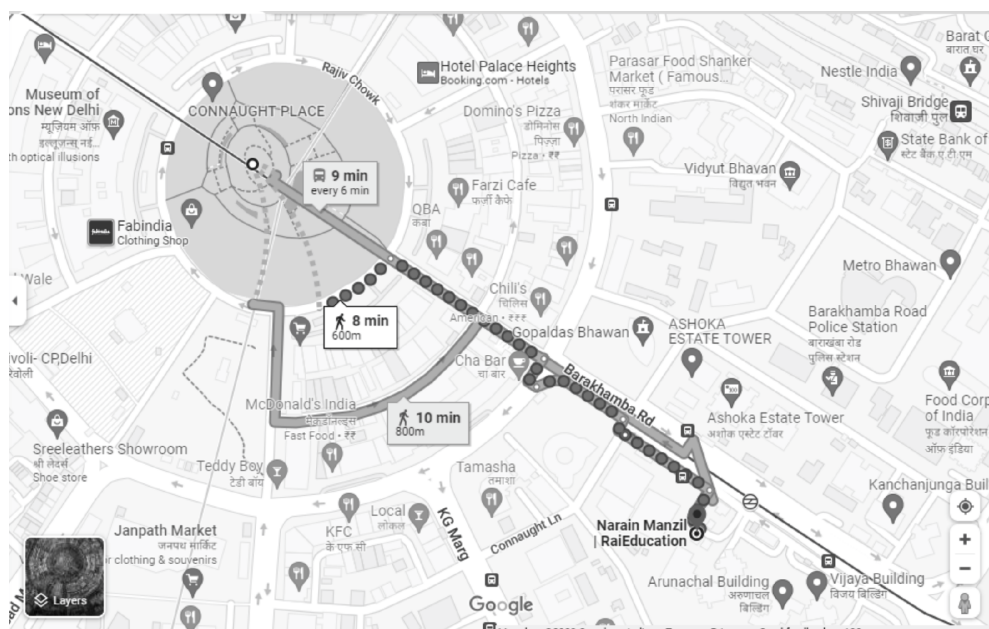 Museum of
ons New Delhi
म्यूज़ियम ऑफ़
इल्लूज़न्स नई...
th optical illusions
CONNAUGHT PLACE
Rajiv Chowk
Hotel Palace Heights
Booking.com - Hotels
Domino's Pizza
डोमिनोस
पिज़्ज़ा
Pizza • ₹₹
Parasar Food Shanker
Market ( Famous...
परासर फूड
शंकर मार्केट
North Indian
Barat
बारात घर
Nestle India
Shivaji Bridge
शिवाजी पुल
State Bank of
स्टेट बैंक ए टी एम
Vidyut Bhavan
विद्युत भवन
9 min
every 6 min
Farzi Cafe
फर्जी कैफे
QBA
कबा
Fabindia
Clothing Shop
Wale
Metro Bhawan
Chili's
चिलिस
American • ₹₹₹
8 min
600m
Gopaldas Bhawan
ASHOKA
ESTATE TOWER
Barakhamba Road
Police Station
बाराखंबा रोड
पुलिस स्टेशन
ivoli- CP,Delhi
Cha Bar
चा बार
Barakhamba Rd
McDonald's India
मैकडॉनल्ड्स
Fast Food • ₹₹
10 min
800m
Ashoka Estate Tower
अशोक एस्टेट टॉवर
Food Corp
of India
फूड कॉरपोरेशन
ऑफ़ इंडिया
Sreeleathers Showroom
श्री लेदर्स
Shoe store
Teddy Boy
टेडी बॉय
Tamasha
तमाशा
Kanchanjunga Buil
Janpath Market
जनपथ मार्किट
r clothing & souvenirs
KFC
के एफ सी
Local
लोकल
KG Marg
Connaught Ln
Narain Manzil
| RaiEducation
Layers
Google
Arunachal Building
अरुणाचल
बिल्डिंग
Vijaya Building
विजय बिल्डिंग